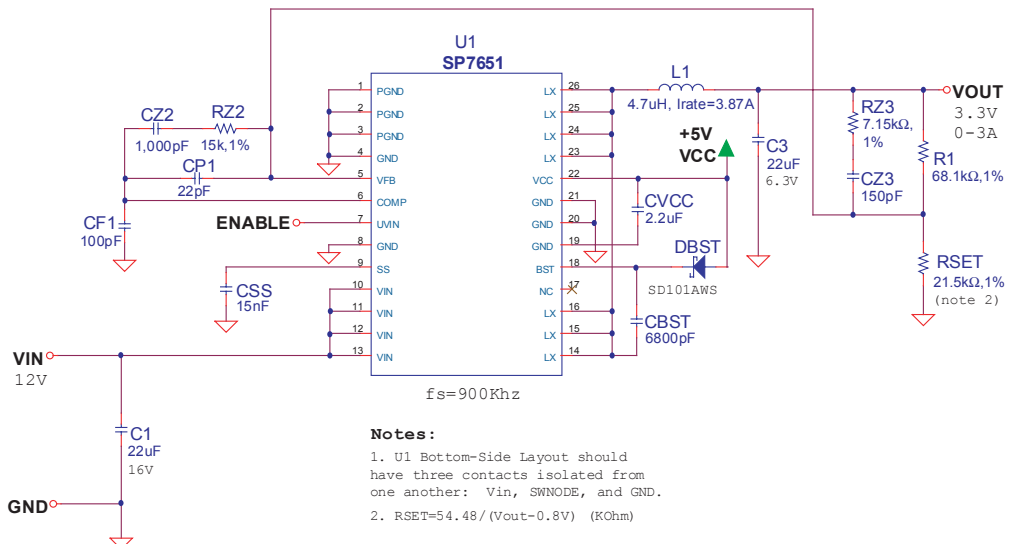 U1
SP7651
1 PGND
2 PGND
3 PGND
4 GND
5 VFB
6 COMP
7 UVIN
8 GND
9 SS
10 VIN
11 VIN
12 VIN
13 VIN
LX 26
LX 25
LX 24
LX 23
VCC 22
GND 21
GND 20
GND 19
BST 18
NC 17
LX 16
LX 15
LX 14
fs=900Khz
CZ2
1,000pF
RZ2
15k,1%
CP1
22pF
CF1
100pF
ENABLE
CSS
15nF
VIN
12V
C1
22uF
16V
GND
L1
4.7uH, Irate=3.87A
+5V
VCC
C3
22uF
6.3V
CVCC
2.2uF
DBST
SD101AWS
CBST
6800pF
RZ3
7.15kΩ,
1%
CZ3
150pF
VOUT
3.3V
0-3A
R1
68.1kΩ,1%
RSET
21.5kΩ,1%
(note 2)
Notes:
1. U1 Bottom-Side Layout should
have three contacts isolated from
one another: Vin, SWNODE, and GND.
2. RSET=54.48/(Vout-0.8V) (KOhm)